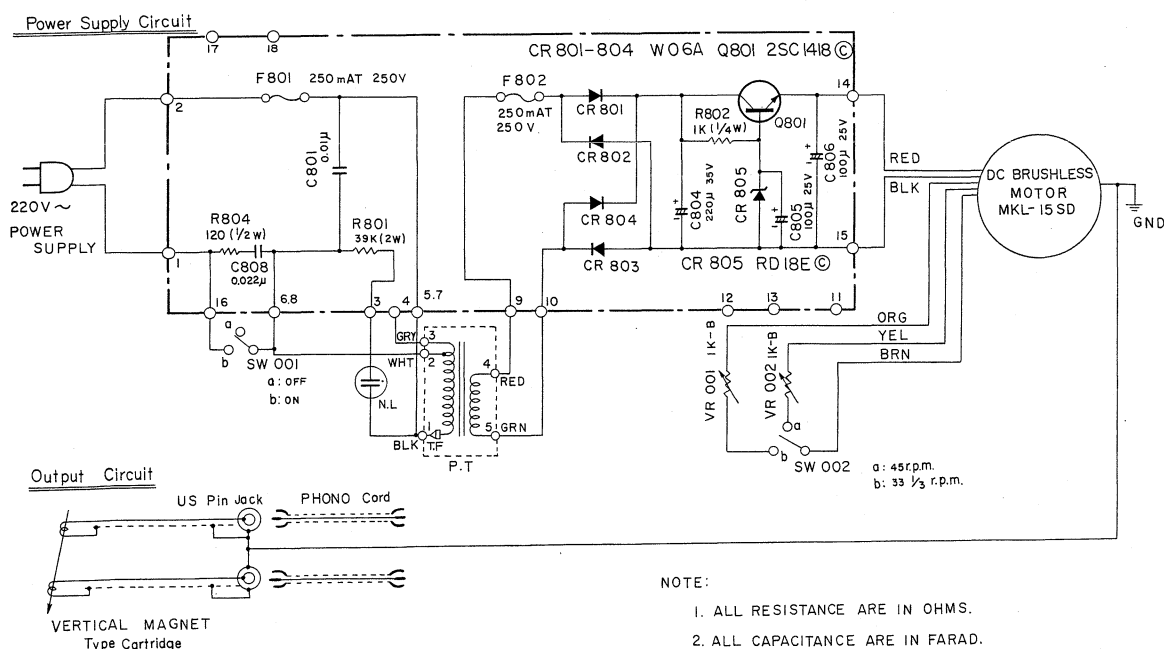 Power Supply Circuit
17
18
CR 801-804 W06A Q801 2SC1418 Ⓒ
F801 250mAT 250V
F802
250mAT
250V
2
14
CR 801
R802
1K (1/4W)
Q801
C801
0.01μ
CR 802
C806
100μ 25V
RED
BLK
DC BRUSHLESS
MOTOR
MKL-15SD
GND
220V ~
POWER
SUPPLY
R804
120 (1/2W)
R801
39K (2W)
CR 804
C804
220μ 35V
CR 805
C805
100μ 25V
C808
0.022μ
CR 803
CR 805 RD18E Ⓒ
1
15
16
6.8
3
4
5.7
9
10
12
13
11
ORG
YEL
BRN
a
b
SW 001
a: OFF
b: ON
GRY
3
WHT
2
N.L
4
RED
BLK
1
T.F
5
GRN
P.T
VR 001 1K-B
VR 002 1K-B
a
b
SW 002
a: 45r.p.m.
b: 33 1/3 r.p.m.
Output Circuit
US Pin Jack
PHONO Cord
VERTICAL MAGNET
Type Cartridge
NOTE:
1. ALL RESISTANCE ARE IN OHMS.
2. ALL CAPACITANCE ARE IN FARAD.